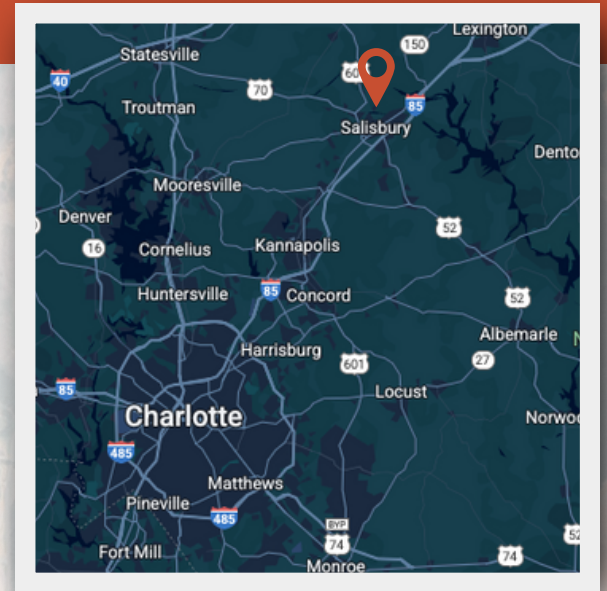 Lexington
150
Statesville
601
40
70
85
Troutman
Salisbury
Dento
Mooresville
Denver
52
16
Cornelius
Kannapolis
Huntersville
85
Concord
52
Albemarle
Harrisburg
601
27
85
Locust
Charlotte
Norwo
485
Matthews
Pineville
485
BYP
74
52
Fort Mill
74
Monroe